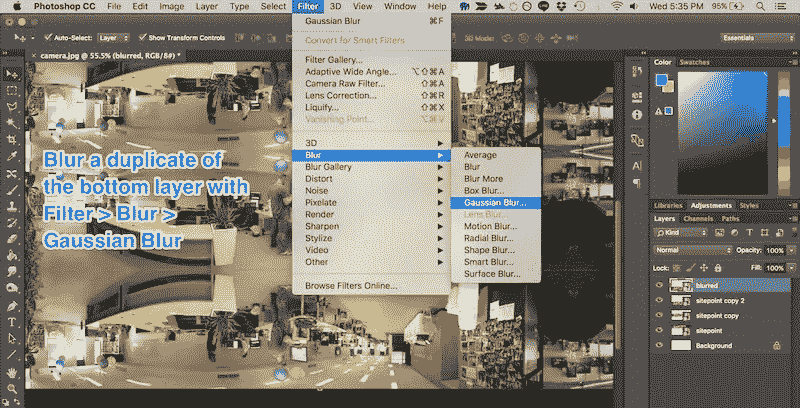 Photoshop CC File Edit Image Layer Type Select Filter 3D View Window Help Wed 5:35 PM 95%
Auto-Select: Layer Show Transform Controls 3D Mode: Essentials
camera.jpg @ 55.5% (blurred, RGB/8#) *
Gaussian Blur ⌘F
Convert for Smart Filters
Filter Gallery...
Adaptive Wide Angle... ⌥⇧⌘A
Camera Raw Filter... ⇧⌘A
Lens Correction... ⇧⌘R
Liquify... ⇧⌘X
Vanishing Point... ⌥⌘V
3D
Blur
Blur Gallery
Distort
Noise
Pixelate
Render
Sharpen
Stylize
Video
Other
Browse Filters Online...
Average
Blur
Blur More
Box Blur...
Gaussian Blur...
Lens Blur...
Motion Blur...
Radial Blur...
Shape Blur...
Smart Blur...
Surface Blur...
Blur a duplicate of
the bottom layer with
Filter > Blur >
Gaussian Blur
Color Swatches
Libraries Adjustments Styles
Layers Channels Paths
Kind
Normal Opacity: 100%
Lock: Fill: 100%
blurred
sitepoint copy 2
sitepoint copy
sitepoint
Background